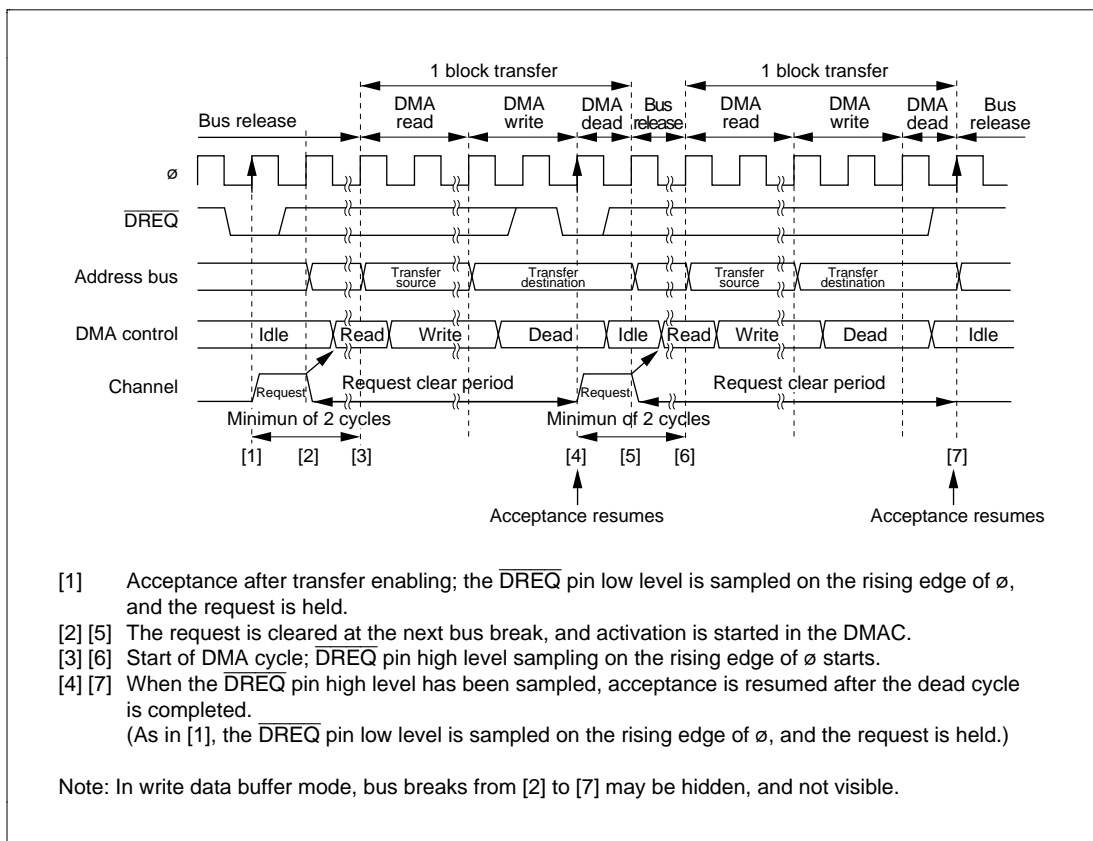 1 block transfer 1 block transfer
DMA read DMA write DMA dead Bus release DMA read DMA write DMA dead Bus release
Bus release
ø
DREQ
Address bus Transfer source Transfer destination Transfer source Transfer destination
DMA control Idle Read Write Dead Idle Read Write Dead Idle
Channel Request Request clear period Request Request clear period
Minimun of 2 cycles Minimun of 2 cycles
[1] [2] [3] [4] [5] [6] [7]
Acceptance resumes Acceptance resumes
[1] Acceptance after transfer enabling; the DREQ pin low level is sampled on the rising edge of ø,
and the request is held.
[2] [5] The request is cleared at the next bus break, and activation is started in the DMAC.
[3] [6] Start of DMA cycle; DREQ pin high level sampling on the rising edge of ø starts.
[4] [7] When the DREQ pin high level has been sampled, acceptance is resumed after the dead cycle
is completed.
(As in [1], the DREQ pin low level is sampled on the rising edge of ø, and the request is held.)
Note: In write data buffer mode, bus breaks from [2] to [7] may be hidden, and not visible.